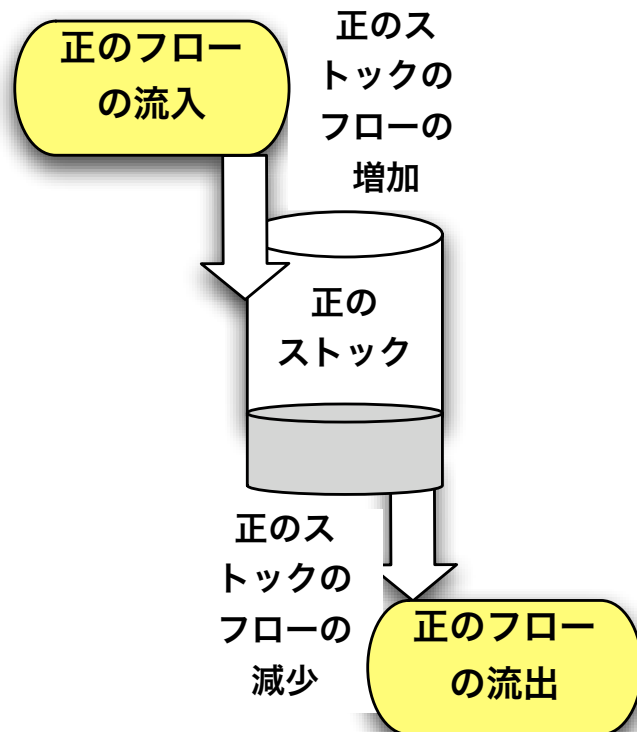 正のフロー
の流入
正のス
トックの
フローの
増加
正の
ストック
正のス
トックの
フローの
減少
正のフロー
の流出